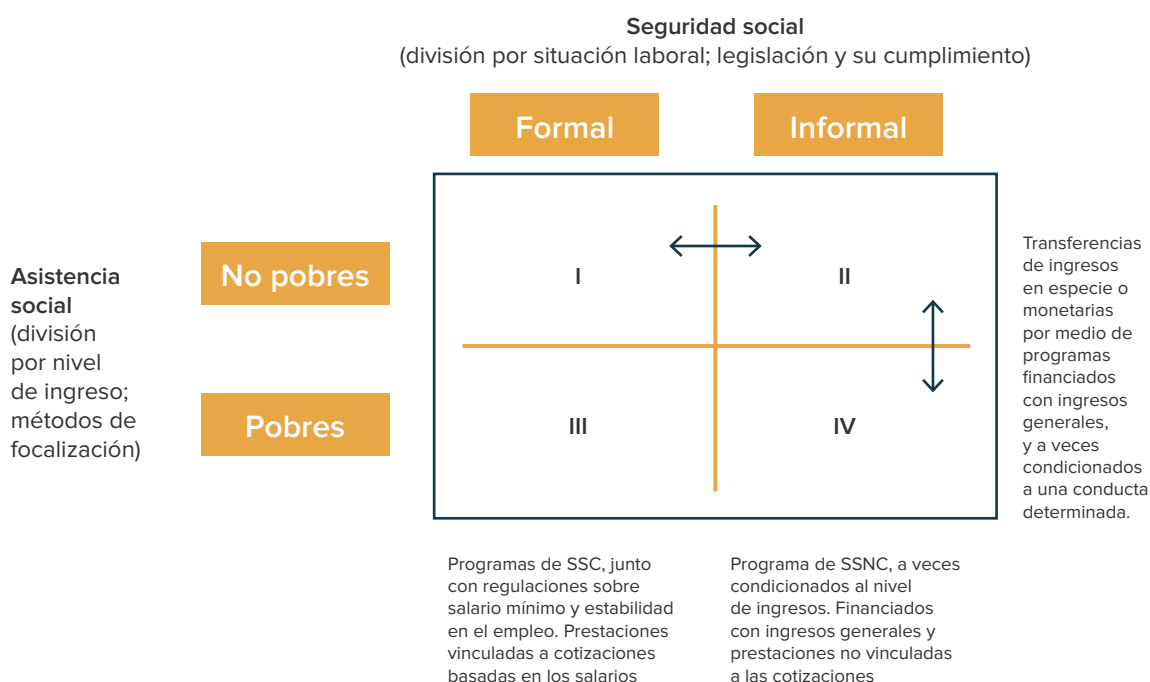 Seguridad social
(división por situación laboral; legislación y su cumplimiento)
Formal
Informal
Asistencia
social
(división
por nivel
de ingreso;
métodos de
focalización)
No pobres
Pobres
I
II
III
IV
Transferencias
de ingresos
en especie o
monetarias
por medio de
programas
financiados
con ingresos
generales,
y a veces
condicionados
a una conducta
determinada.
Programas de SSC, junto
con regulaciones sobre
salario mínimo y estabilidad
en el empleo. Prestaciones
vinculadas a cotizaciones
basadas en los salarios
Programa de SSNC, a veces
condicionados al nivel
de ingresos. Financiados
con ingresos generales y
prestaciones no vinculadas
a las cotizaciones